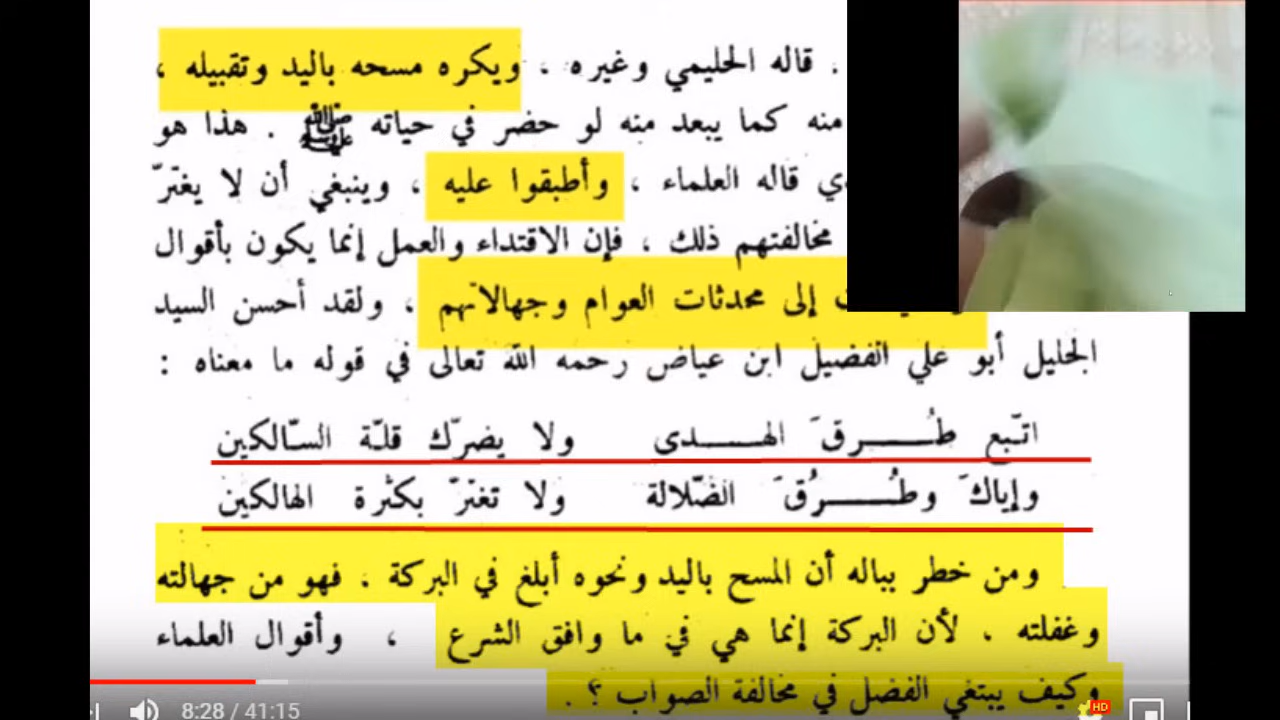 . قاله الحليمي وغيره . ويكره مسحه باليد وتقبيله ،
منه كما يبعد منه لو حضر في حياته ﷺ . هذا هو
قاله العلماء ، وأطبقوا عليه ، وينبغي أن لا يغترّ
مخالفتهم ذلك ، فإن الاقتداء والعمل إنما يكون بأقوال
إلى محدثات العوام وجهالاتهم ، ولقد أحسن السيد
الجليل أبو علي الفضيل ابن عياض رحمه الله تعالى في قوله ما معناه :
اتّبع طُـــرقَ الهـــدى ولا يضرّك قلّة السّالكين
وإياكَ وطُـــرُقَ الضّلالة ولا تغترّ بكثرة الهالكين
ومن خطر بباله أن المسح باليد ونحوه أبلغ في البركة . فهو من جهالته
وغفلته . لأن البركة إنما هي في ما وافق الشرع ، وأقوال العلماء
وكيف يبتغي الفضل في مخالفة الصواب ؟ .
8:28 / 41:15
HD